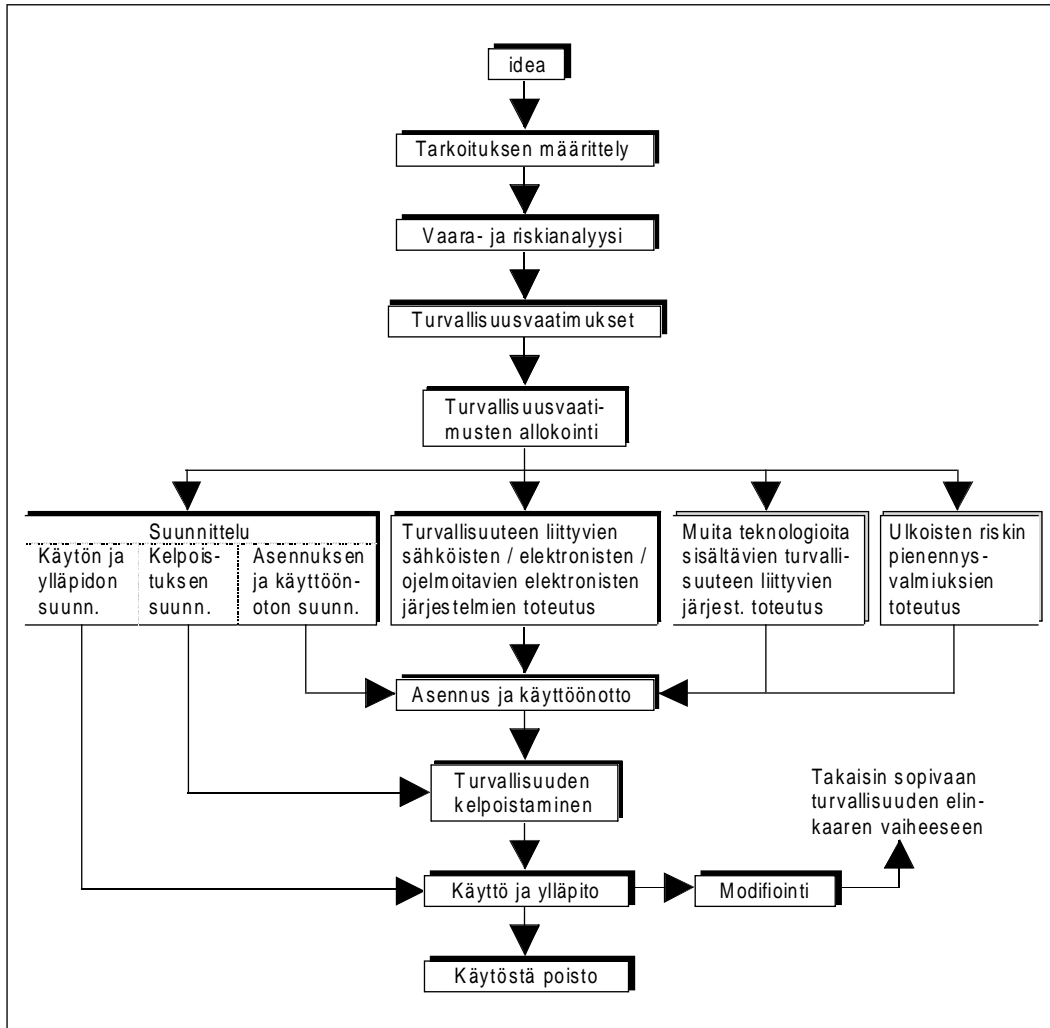 idea
Tarkoituksen määrittely
Vaara- ja riskianalyysi
Turvallisuusvaatimukset
Turvallisuusvaati-
musten allokointi
Suunnittelu
Käytön ja
ylläpidon
suunn.
Kelpois-
tuksen
suunn.
Asennuksen
ja käyttöön-
oton suunn.
Turvallisuuteen liittyvien
sähköisten / elektronisten /
ojelmoitavien elektronisten
järjestelmien toteutus
Muita teknologioita
sisältävien turvalli-
suuteen liittyvien
järjest. toteutus
Ulkoisten riskin
pienennys-
valmiuksien
toteutus
Asennus ja käyttöönotto
Turvallisuuden
kelpoistaminen
Takaisin sopivaan
turvallisuuden elin-
kaaren vaiheeseen
Käyttö ja ylläpito
Modifiointi
Käytöstä poisto